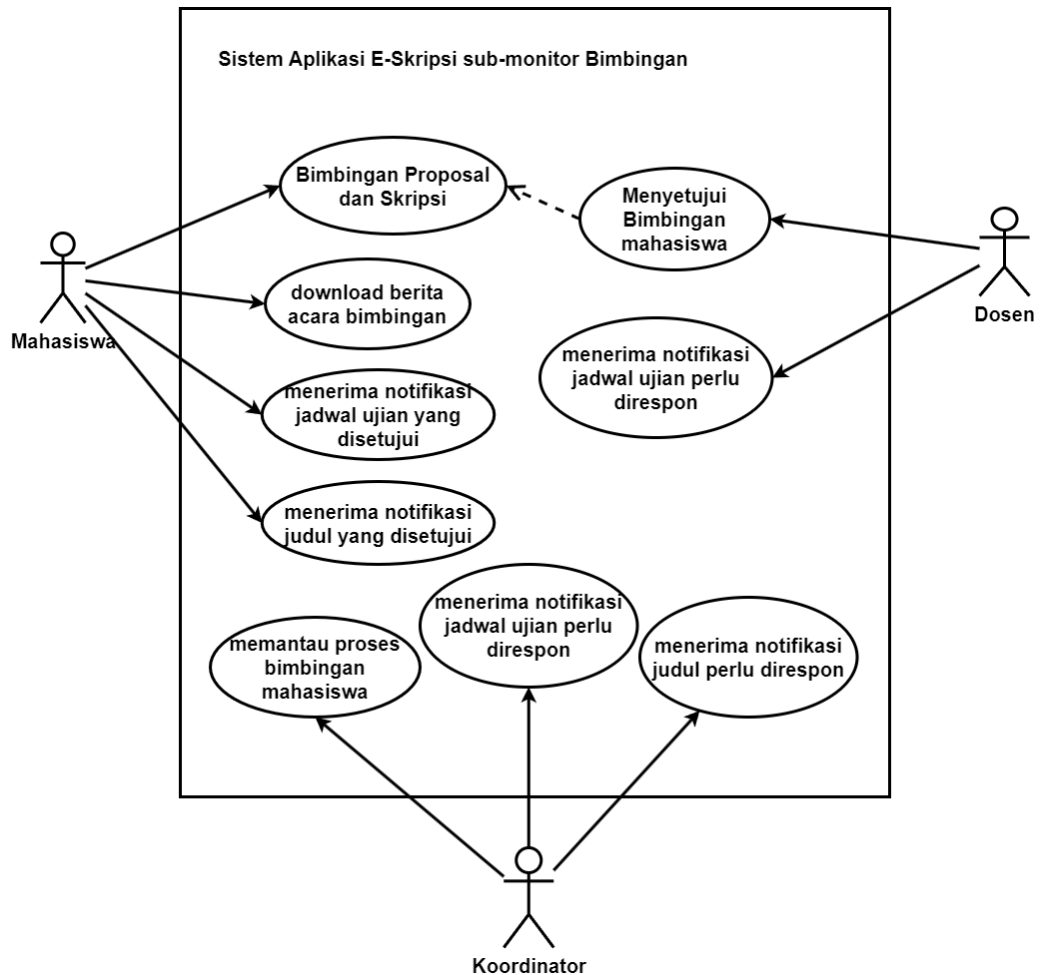 Sistem Aplikasi E-Skripsi sub-monitor Bimbingan
Bimbingan Proposal
dan Skripsi
Menyetujui
Bimbingan
mahasiswa
Mahasiswa
download berita
acara bimbingan
Dosen
menerima notifikasi
jadwal ujian perlu
direspon
menerima notifikasi
jadwal ujian yang
disetujui
menerima notifikasi
judul yang disetujui
menerima notifikasi
jadwal ujian perlu
direspon
memantau proses
bimbingan
mahasiswa
menerima notifikasi
judul perlu direspon
Koordinator